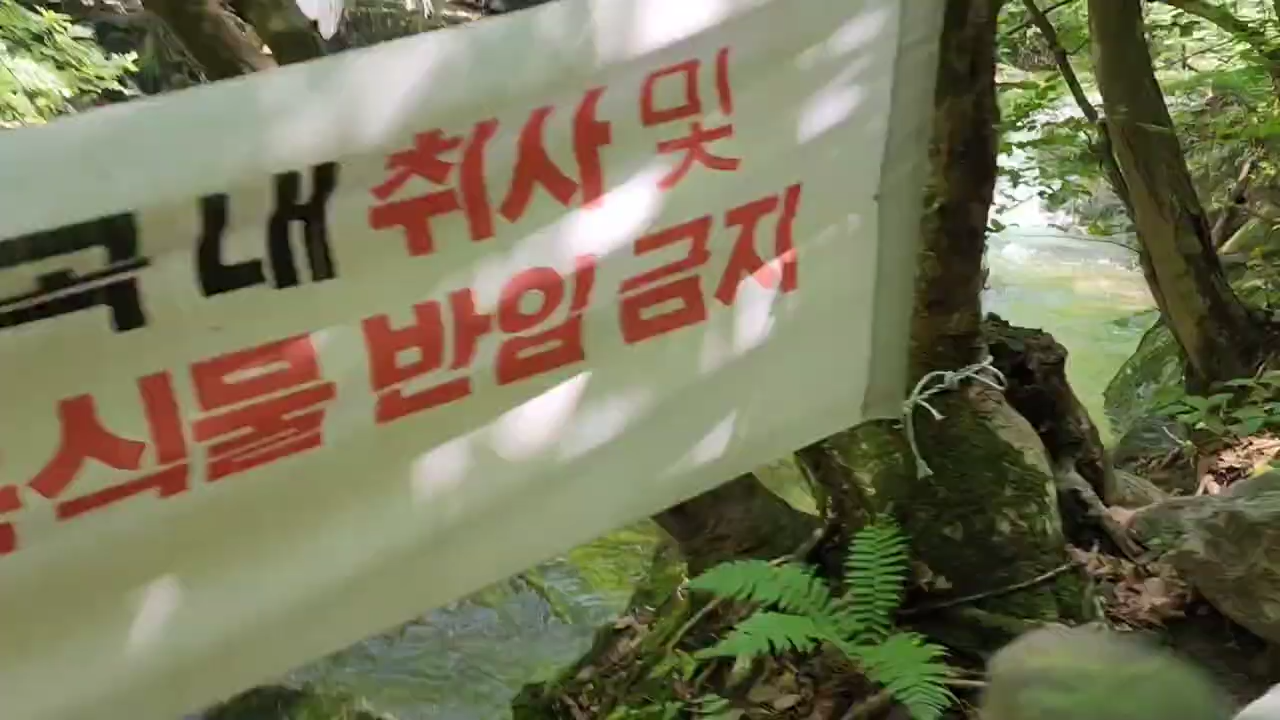 내 취사 및
식물 반입 금지